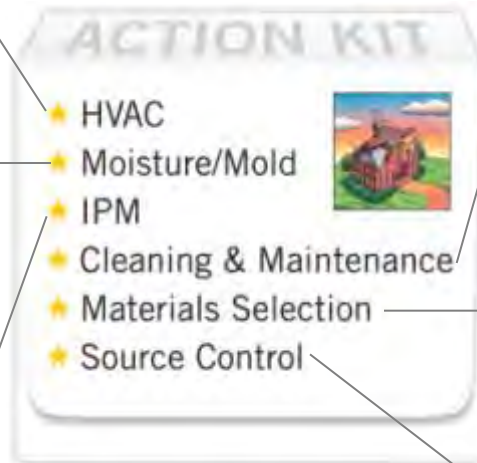 ACTION KIT
HVAC
Moisture/Mold
IPM
Cleaning & Maintenance
Materials Selection
Source Control